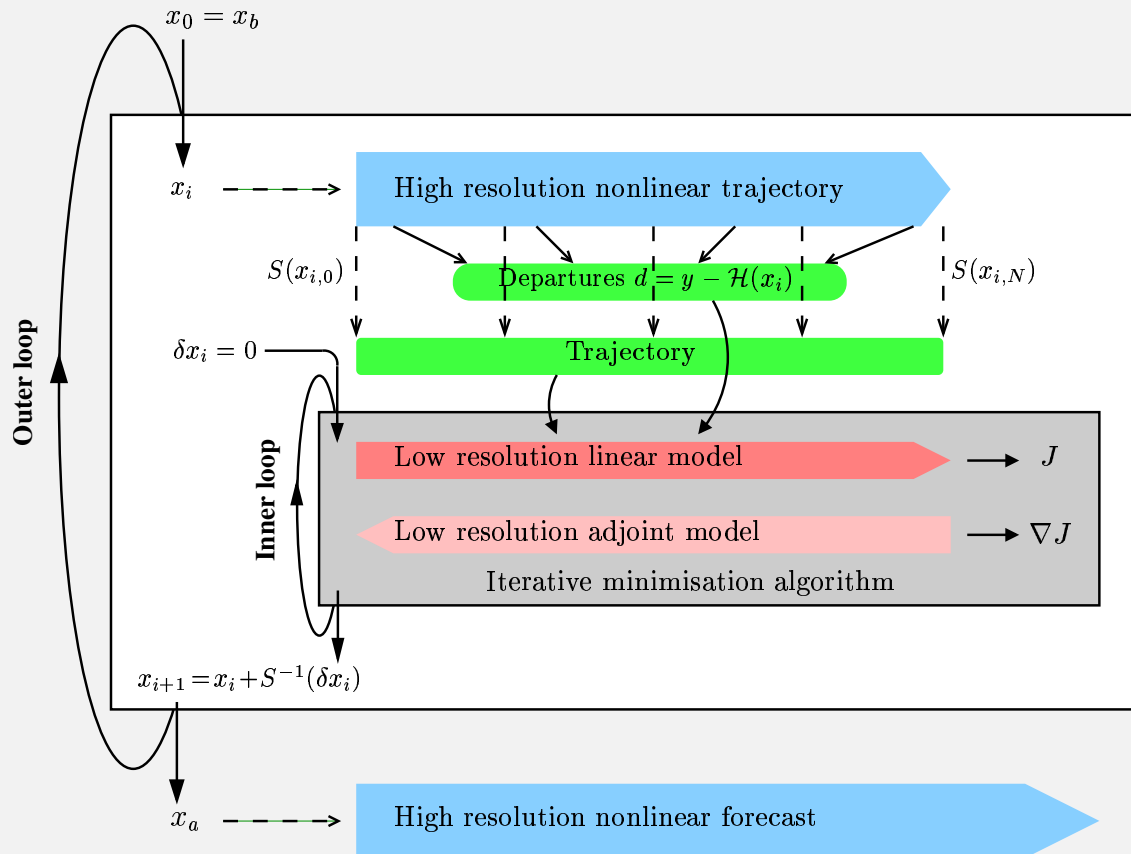 x_0 = x_b
x_i
High resolution nonlinear trajectory
S(x_{i,0})
Departures d = y − ℋ(x_i)
S(x_{i,N})
δx_i = 0
Trajectory
Outer loop
Inner loop
Low resolution linear model
J
Low resolution adjoint model
∇J
Iterative minimisation algorithm
x_{i+1} = x_i + S^{−1}(δx_i)
x_a
High resolution nonlinear forecast